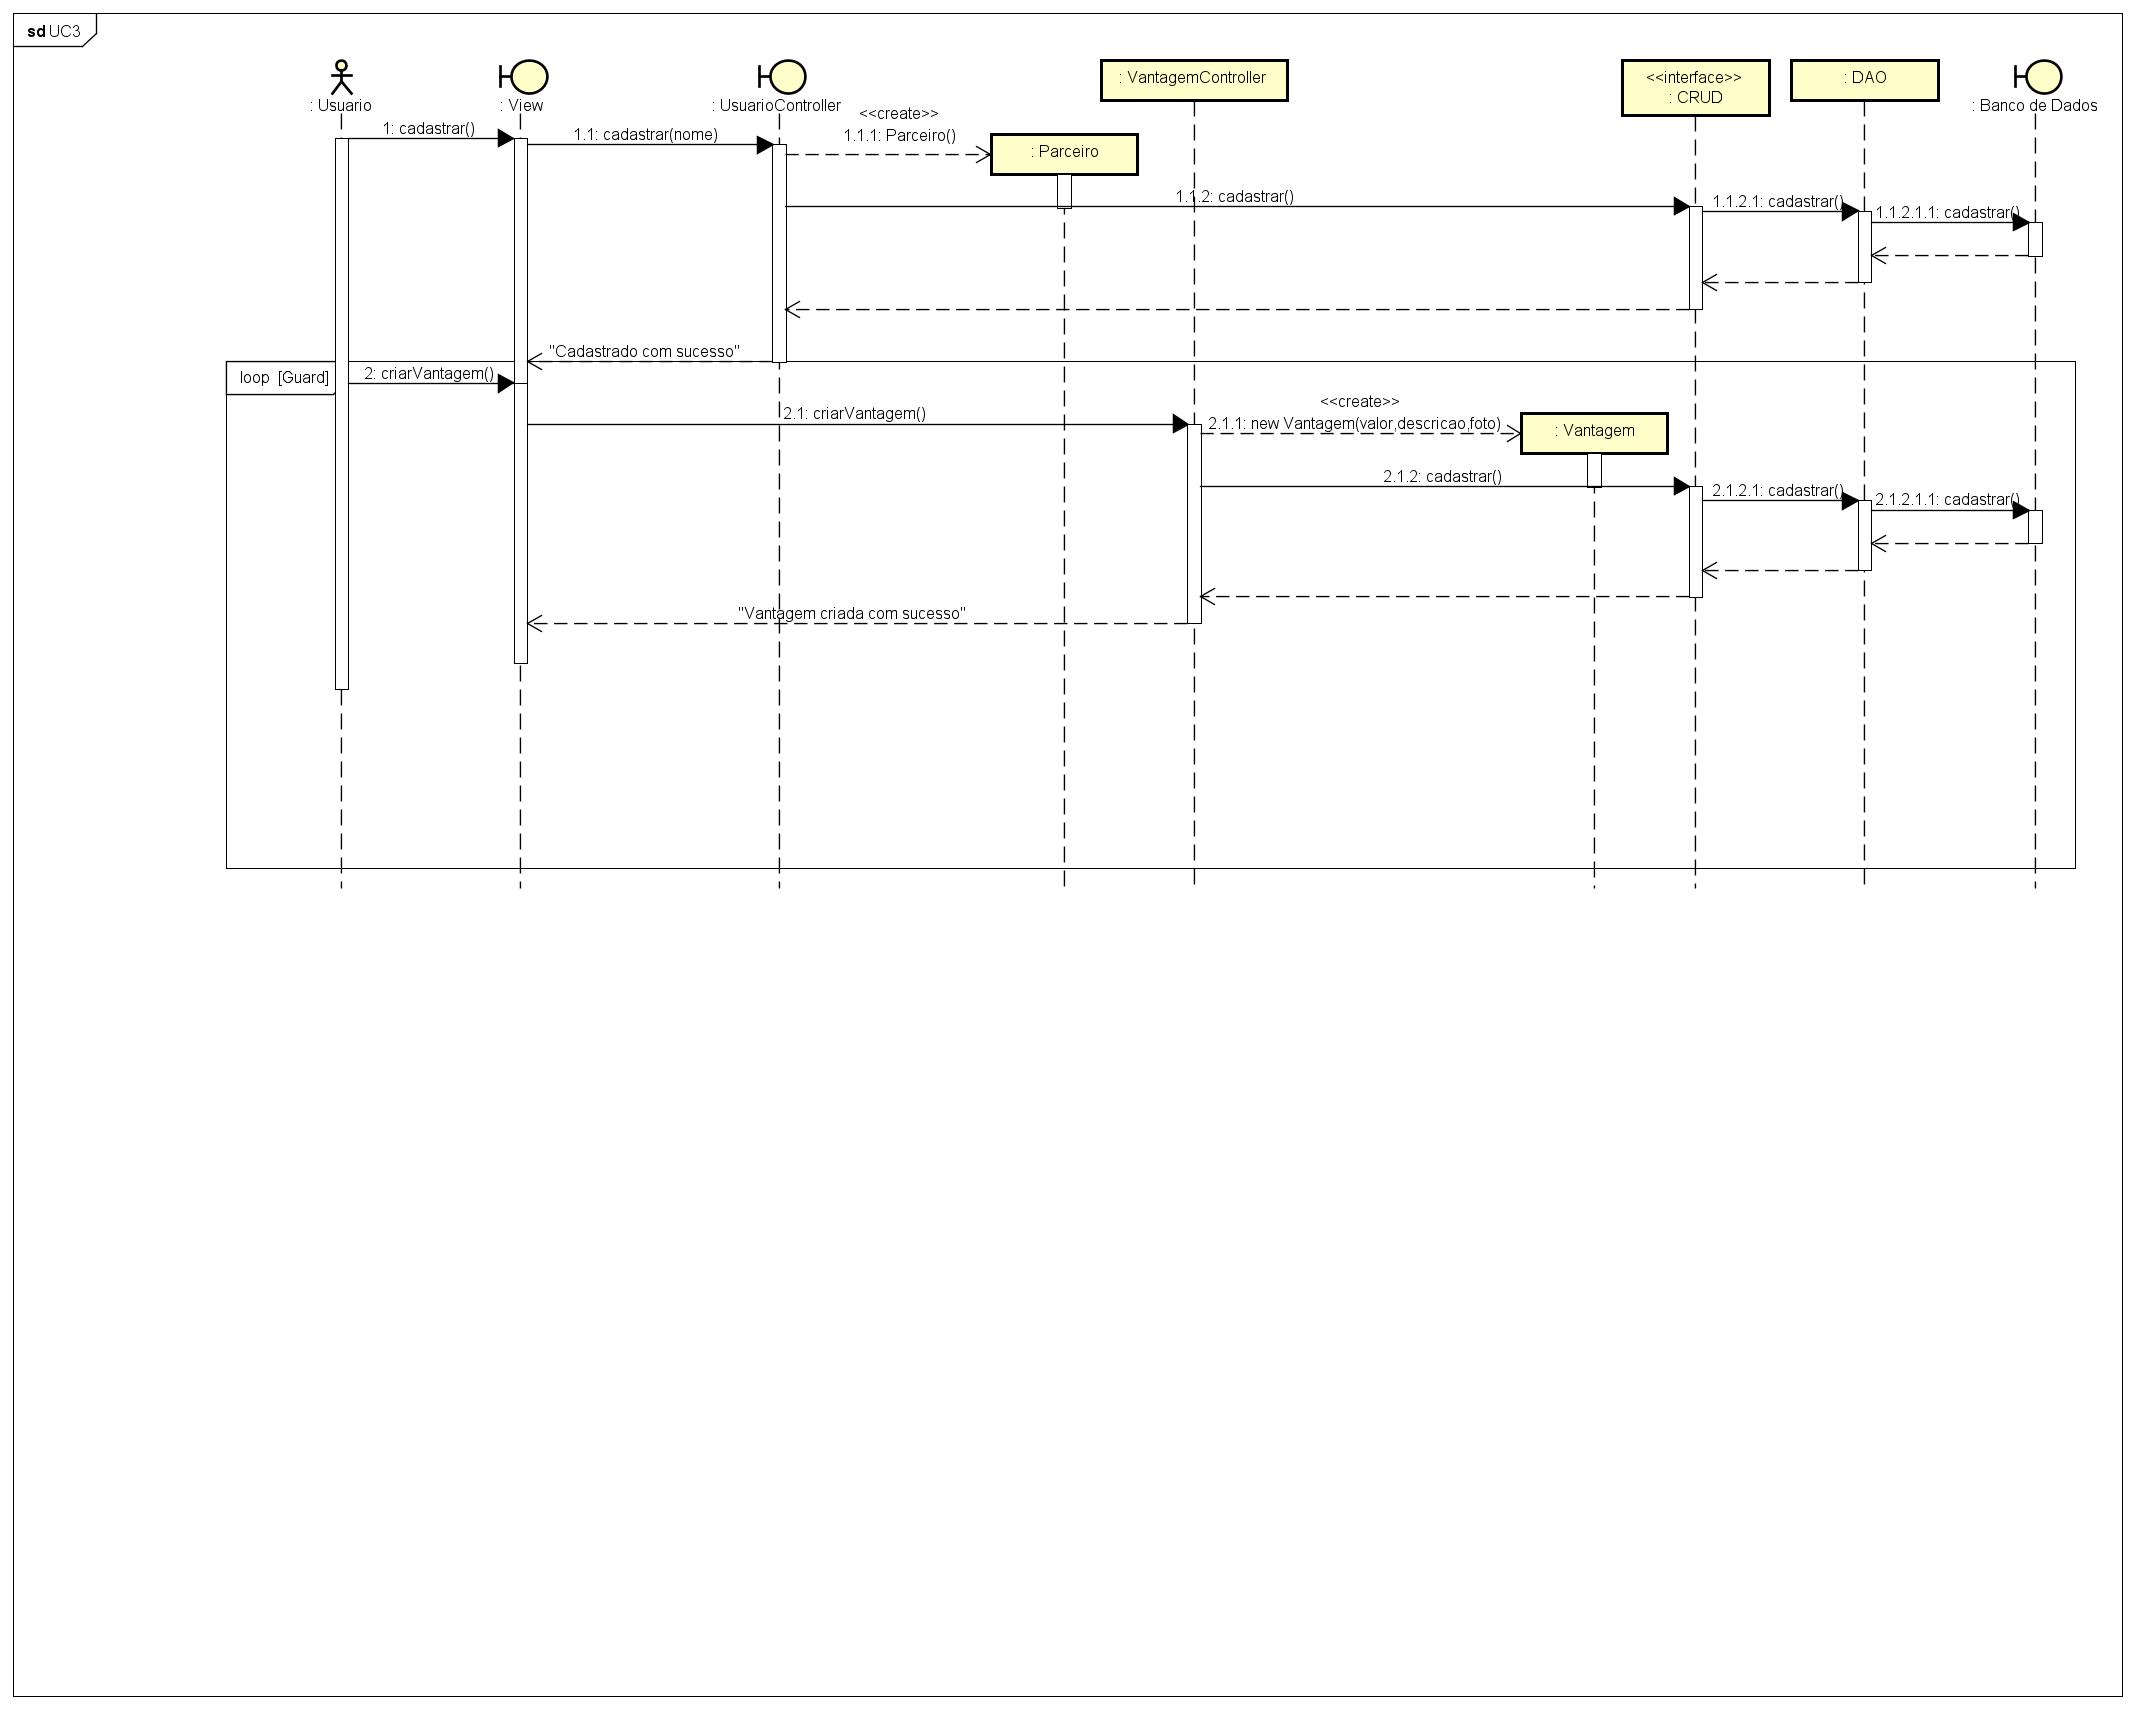 sd UC3
: Usuario
: View
: UsuarioController
: VantagemController
<<interface>>
: CRUD
: DAO
: Banco de Dados
1: cadastrar()
1.1: cadastrar(nome)
<<create>>
1.1.1: Parceiro()
: Parceiro
1.1.2: cadastrar()
1.1.2.1: cadastrar()
1.1.2.1.1: cadastrar()
"Cadastrado com sucesso"
loop [Guard]
2: criarVantagem()
2.1: criarVantagem()
<<create>>
2.1.1: new Vantagem(valor,descricao,foto)
: Vantagem
2.1.2: cadastrar()
2.1.2.1: cadastrar()
2.1.2.1.1: cadastrar()
"Vantagem criada com sucesso"